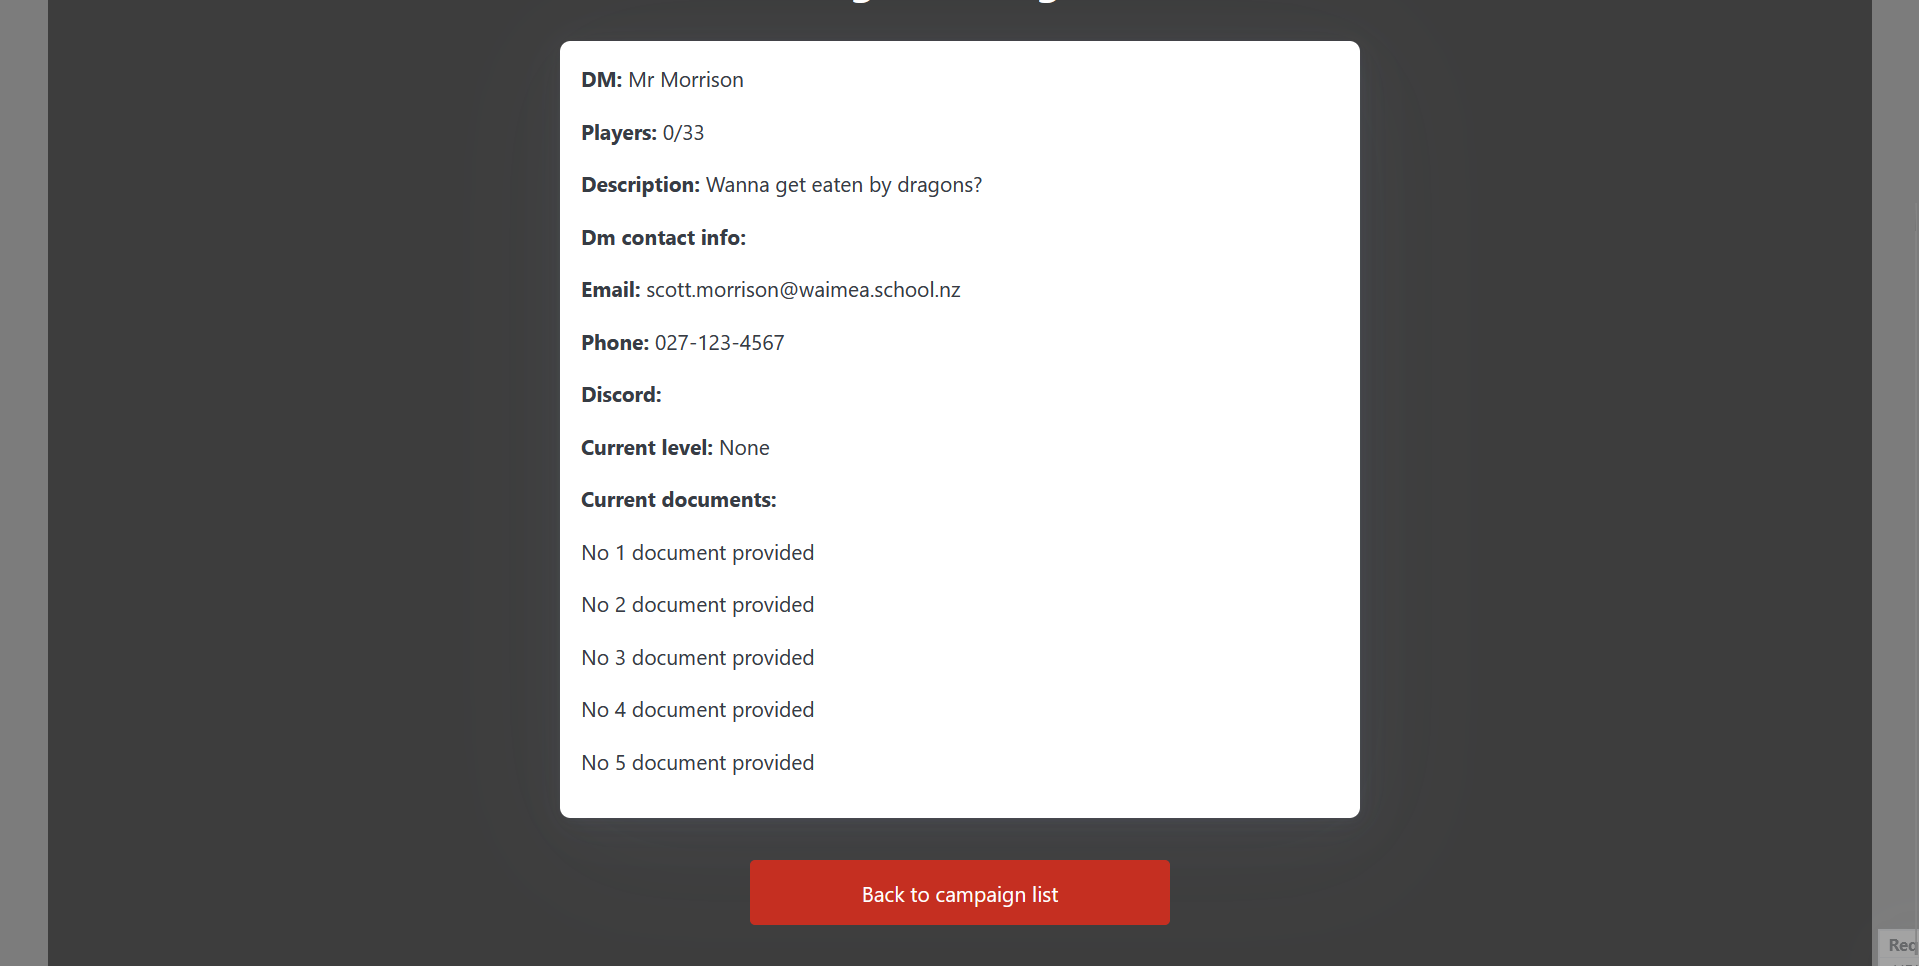 DM: Mr Morrison
Players: 0/33
Description: Wanna get eaten by dragons?
Dm contact info:
Email: scott.morrison@waimea.school.nz
Phone: 027-123-4567
Discord:
Current level: None
Current documents:
No 1 document provided
No 2 document provided
No 3 document provided
No 4 document provided
No 5 document provided
Back to campaign list